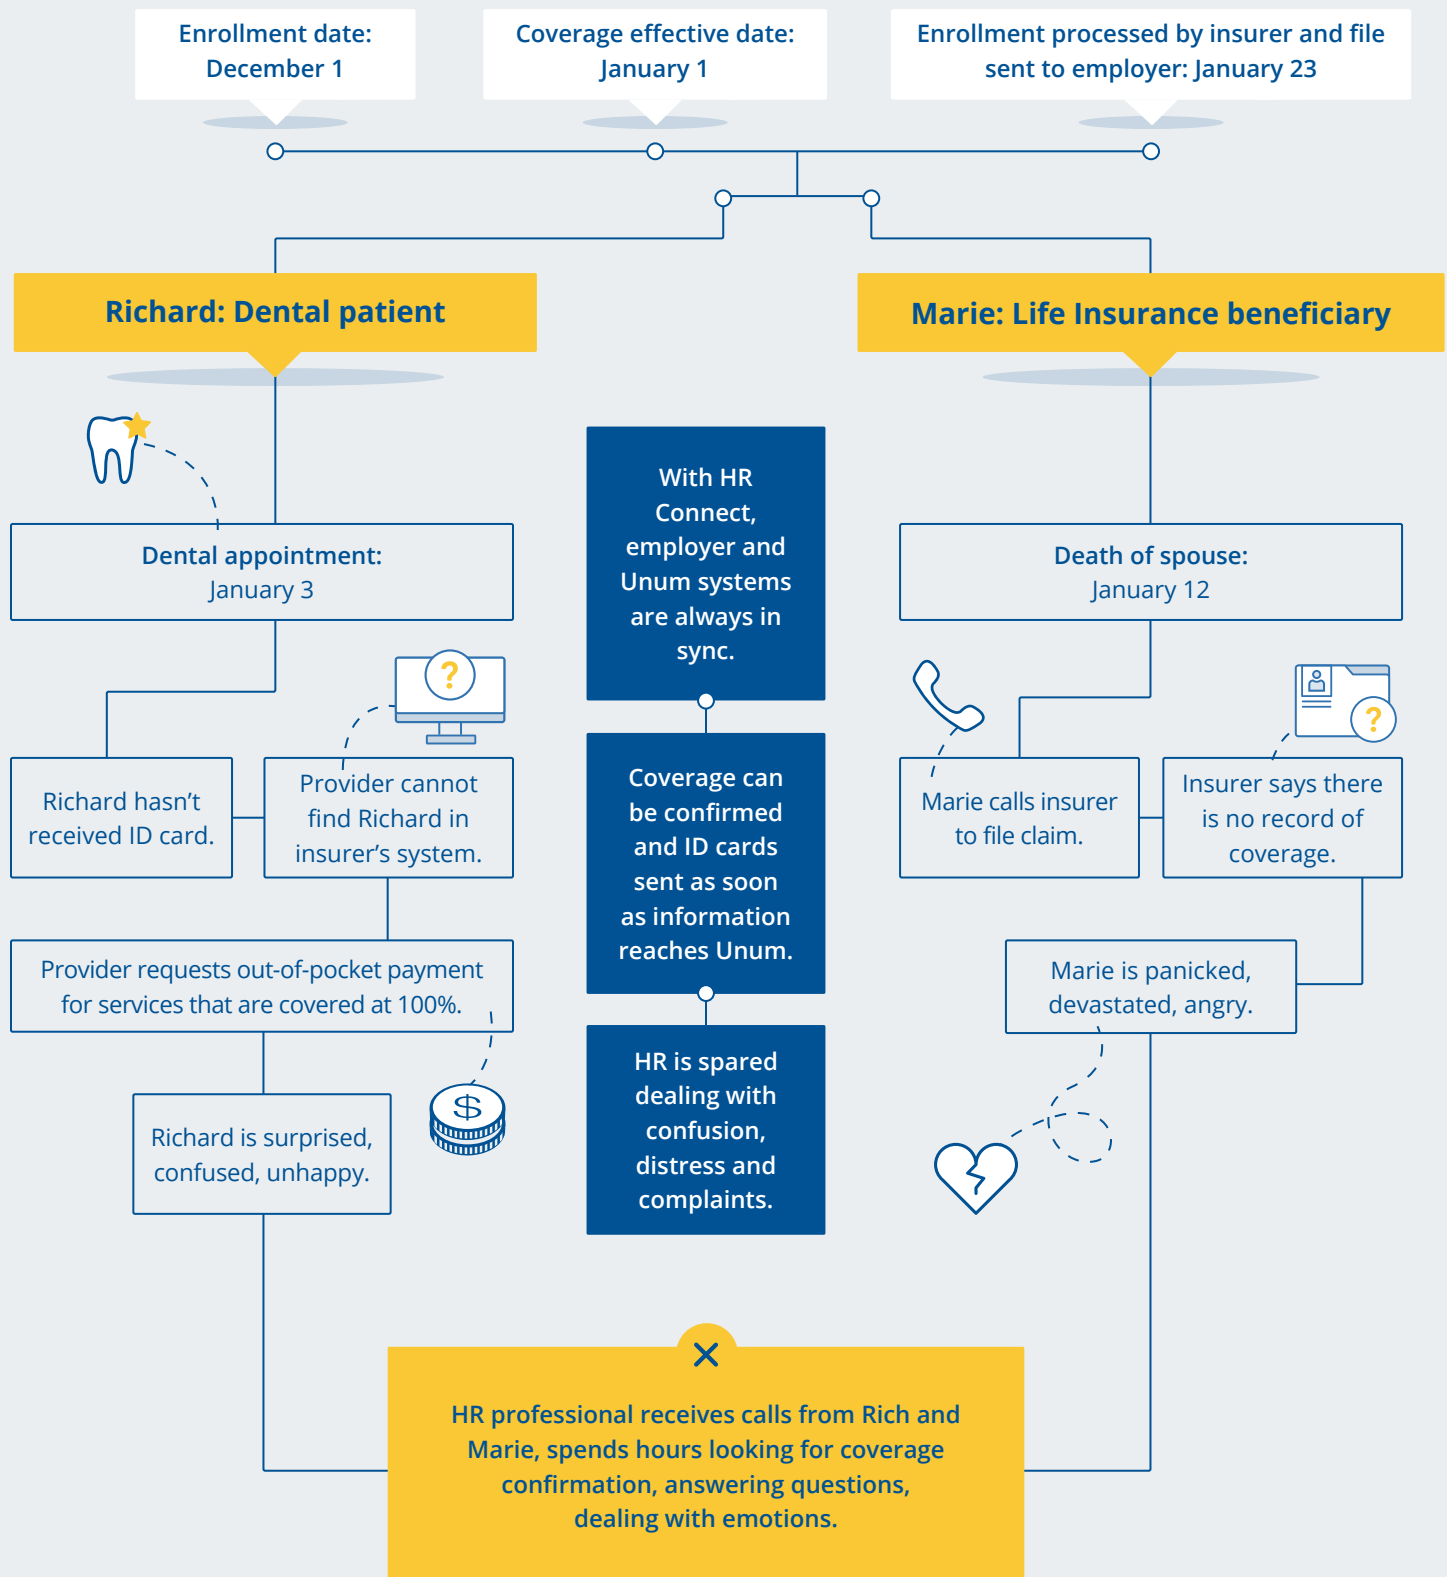 Enrollment date:
December 1
Coverage effective date:
January 1
Enrollment processed by insurer and file
sent to employer: January 23
Richard: Dental patient
Marie: Life Insurance beneficiary
Dental appointment:
January 3
?
Richard hasn’t
received ID card.
Provider cannot
find Richard in
insurer’s system.
Provider requests out-of-pocket payment
for services that are covered at 100%.
$
Richard is surprised,
confused, unhappy.
With HR
Connect,
employer and
Unum systems
are always in
sync.
Coverage can
be confirmed
and ID cards
sent as soon
as information
reaches Unum.
HR is spared
dealing with
confusion,
distress and
complaints.
Death of spouse:
January 12
?
Marie calls insurer
to file claim.
Insurer says there
is no record of
coverage.
Marie is panicked,
devastated, angry.
HR professional receives calls from Rich and
Marie, spends hours looking for coverage
confirmation, answering questions,
dealing with emotions.